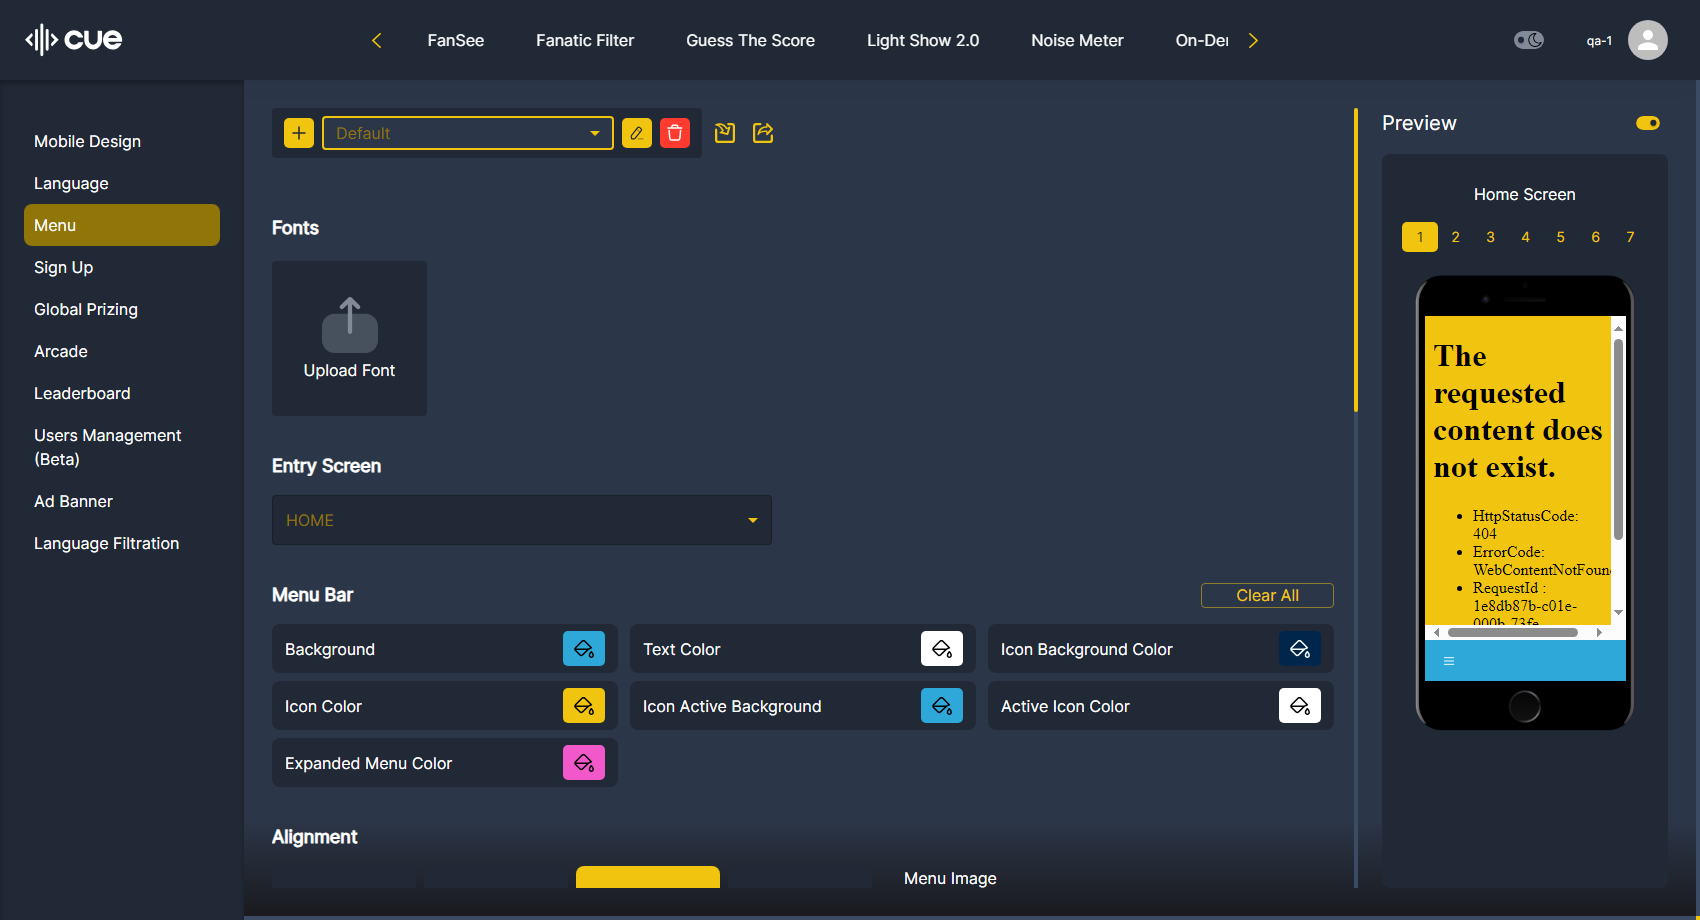 cue
FanSee
Fanatic Filter
Guess The Score
Light Show 2.0
Noise Meter
On-De
qa-1
Mobile Design
Language
Menu
Sign Up
Global Prizing
Arcade
Leaderboard
Users Management
(Beta)
Ad Banner
Language Filtration
Default
Fonts
Upload Font
Entry Screen
HOME
Menu Bar
Clear All
Background
Text Color
Icon Background Color
Icon Color
Icon Active Background
Active Icon Color
Expanded Menu Color
Alignment
Menu Image
Preview
Home Screen
1 2 3 4 5 6 7
The
requested
content does
not exist.
HttpStatusCode:
404
ErrorCode:
WebContentNotFoun
RequestId :
1e8db87b-c01e-
000b-73fe